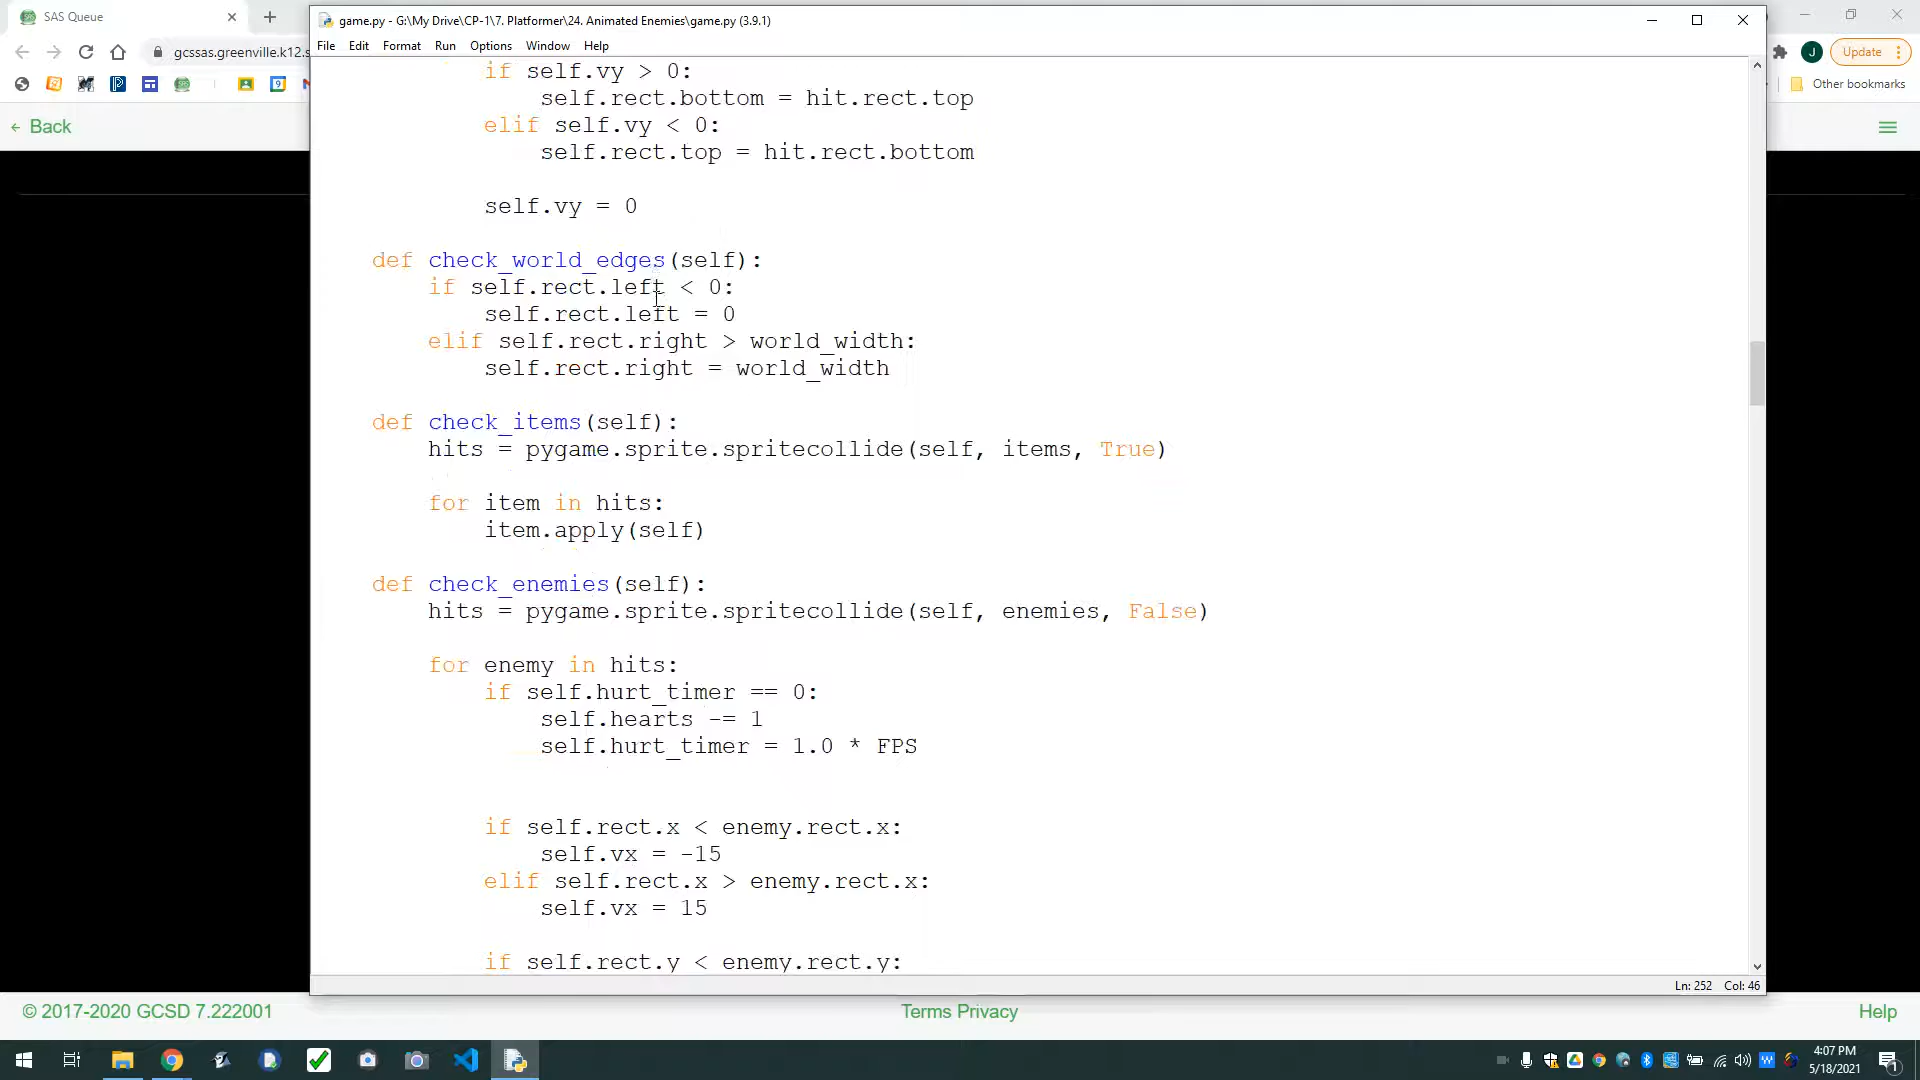 SAS Queue
game.py - G:\My Drive\CP-1\7. Platformer\24. Animated Enemies\game.py (3.9.1)
gcssas.greenville.k12.s
Update
File Edit Format Run Options Window Help
Other bookmarks
Back
if self.vy > 0:
self.rect.bottom = hit.rect.top
elif self.vy < 0:
self.rect.top = hit.rect.bottom
self.vy = 0
def check_world_edges(self):
if self.rect.left < 0:
self.rect.left = 0
elif self.rect.right > world_width:
self.rect.right = world_width
def check_items(self):
hits = pygame.sprite.spritecollide(self, items, True)
for item in hits:
item.apply(self)
def check_enemies(self):
hits = pygame.sprite.spritecollide(self, enemies, False)
for enemy in hits:
if self.hurt_timer == 0:
self.hearts -= 1
self.hurt_timer = 1.0 * FPS
if self.rect.x < enemy.rect.x:
self.vx = -15
elif self.rect.x > enemy.rect.x:
self.vx = 15
if self.rect.y < enemy.rect.y:
Ln: 252 Col: 46
© 2017-2020 GCSD 7.222001
Terms Privacy
Help
4:07 PM
5/18/2021